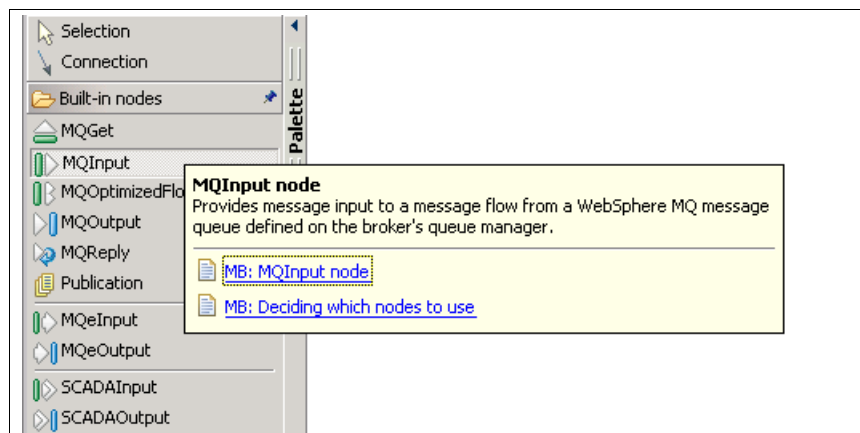 Selection
Connection
Built-in nodes
Palette
MQGet
MQInput
MQInput node
Provides message input to a message flow from a WebSphere MQ message
queue defined on the broker's queue manager.
MB: MQInput node
MB: Deciding which nodes to use
MQOutput
MQReply
Publication
MQeInput
MQeOutput
SCADAInput
SCADAOutput